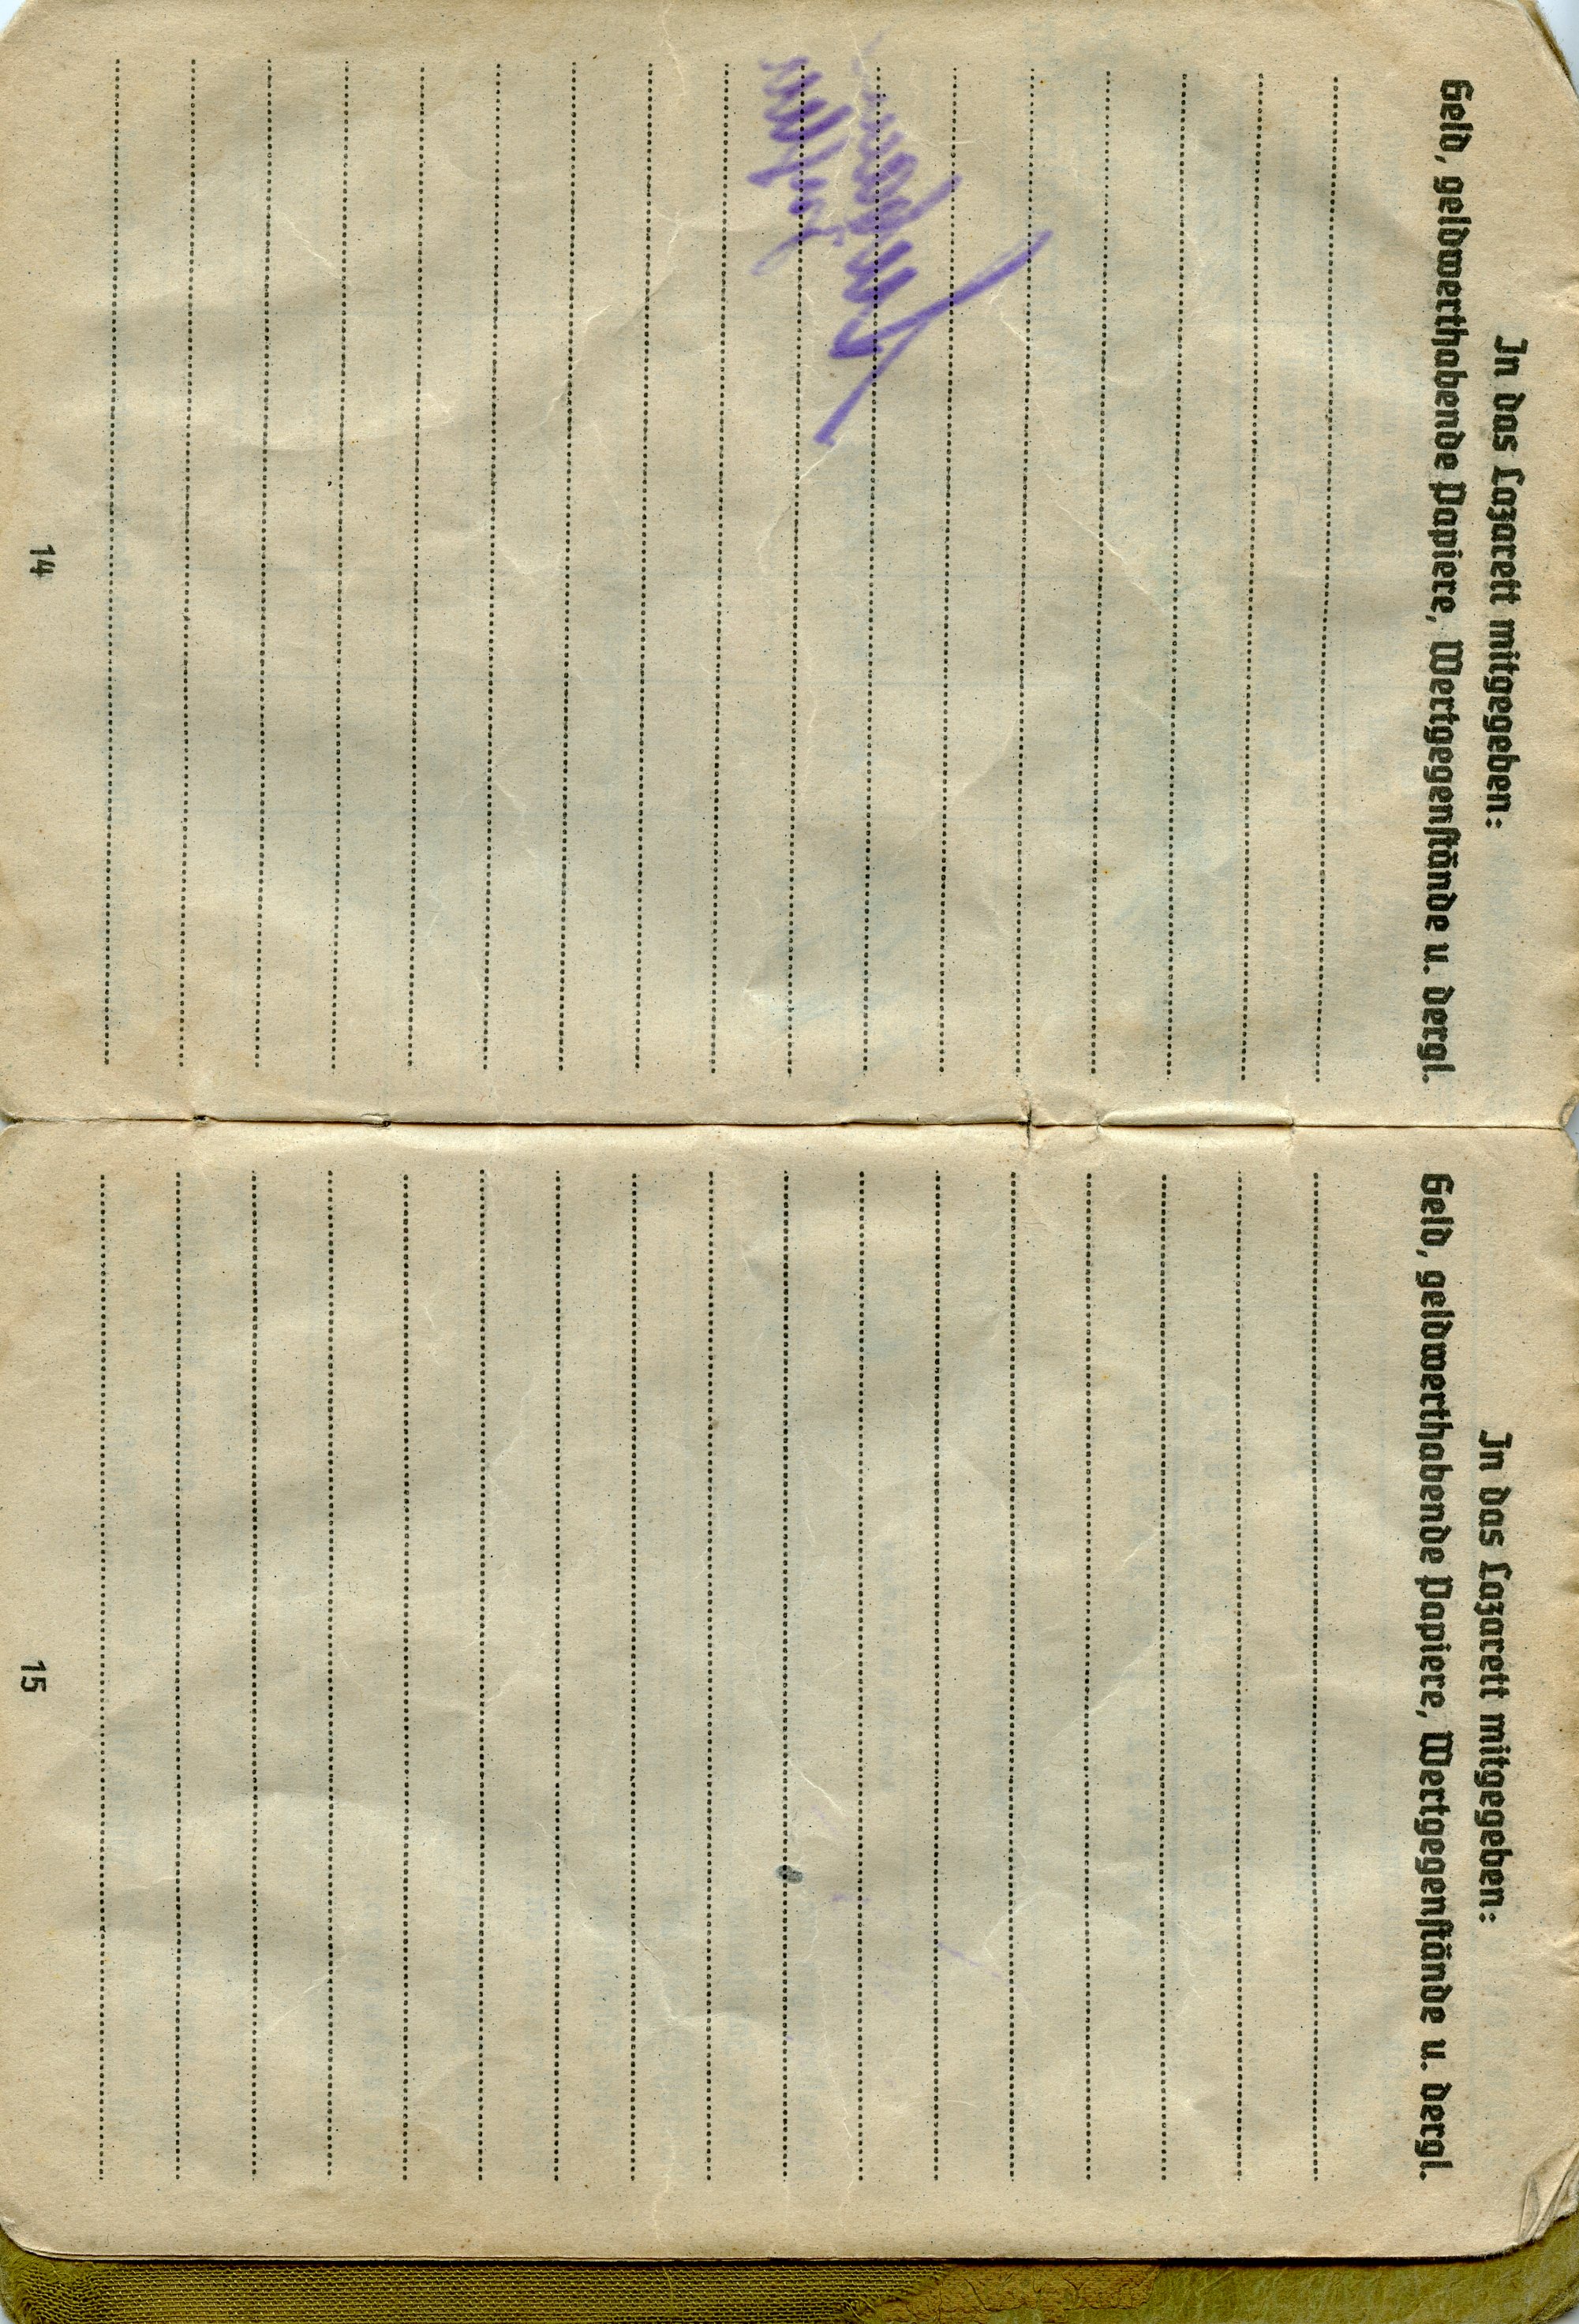 In das Lazarett mitgegeben:
Geld, geldwerthabende Papiere, Wertgegenstände u. dergl.
14
In das Lazarett mitgegeben:
Geld, geldwerthabende Papiere, Wertgegenstände u. dergl.
15